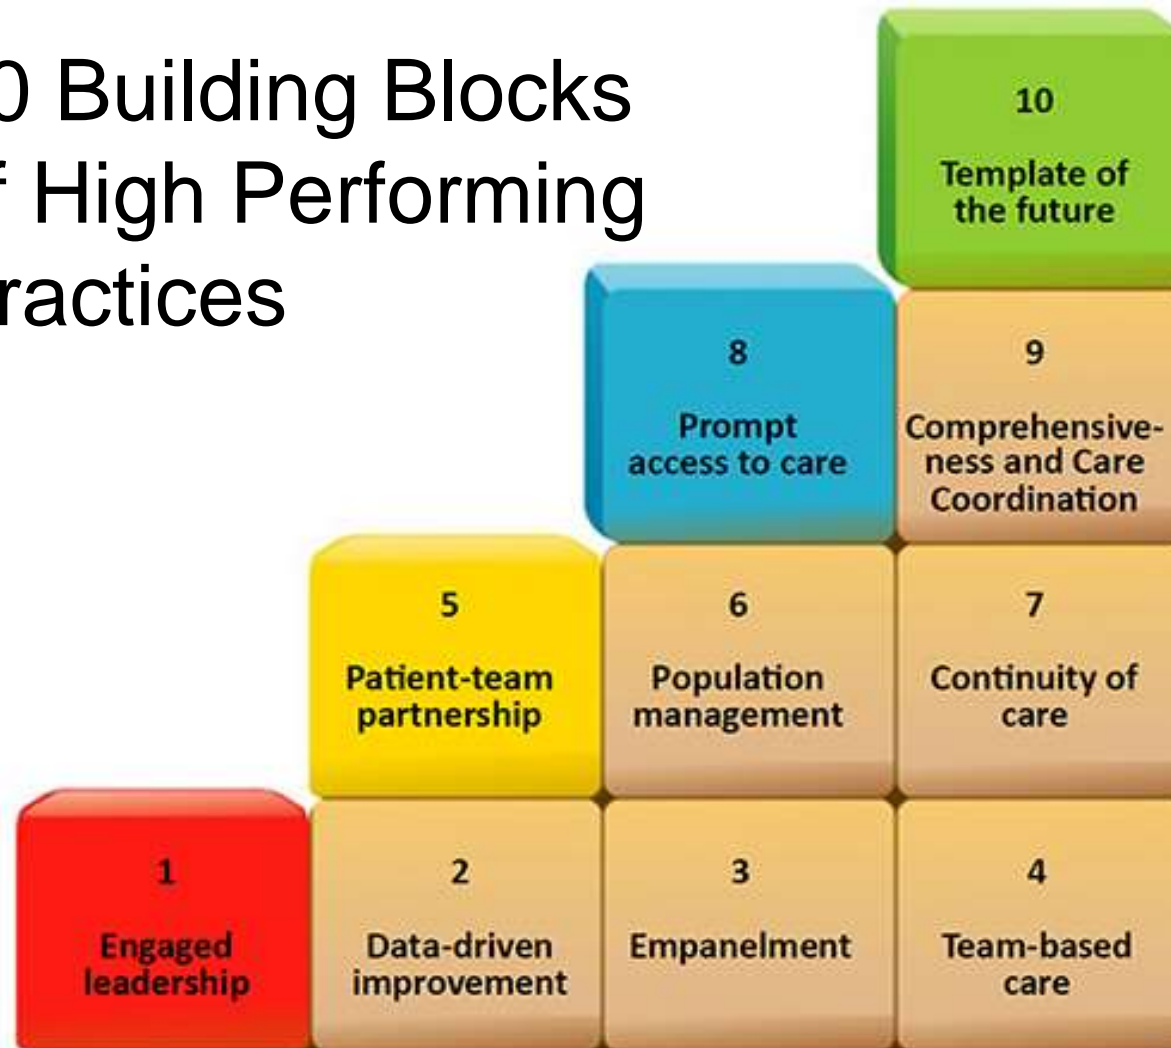 0 Building Blocks
f High Performing
ractices
10
Template of
the future
8
Prompt
access to care
9
Comprehensive-
ness and Care
Coordination
5
Patient-team
partnership
6
Population
management
7
Continuity of
care
1
Engaged
leadership
2
Data-driven
improvement
3
Empanelment
4
Team-based
care